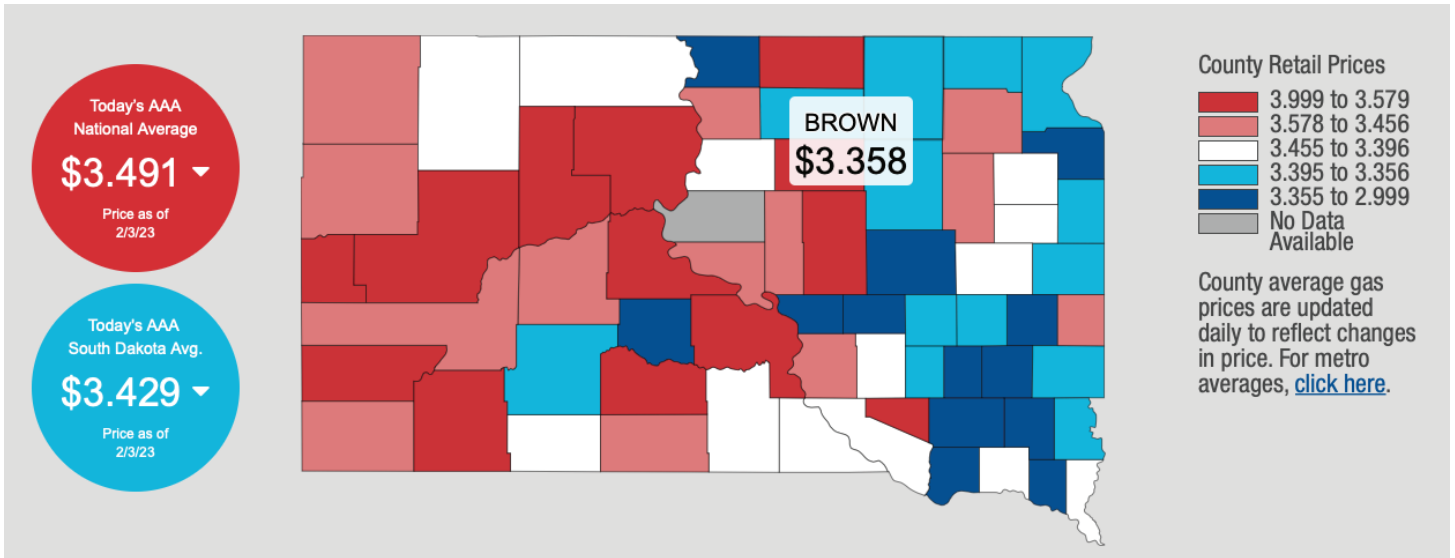 Today's AAA
National Average
$3.491
Price as of
2/3/23
Today's AAA
South Dakota Avg.
$3.429
Price as of
2/3/23
BROWN
$3.358
County Retail Prices
3.999 to 3.579
3.578 to 3.456
3.455 to 3.396
3.395 to 3.356
3.355 to 2.999
No Data
Available
County average gas
prices are updated
daily to reflect changes
in price. For metro
averages, click here.